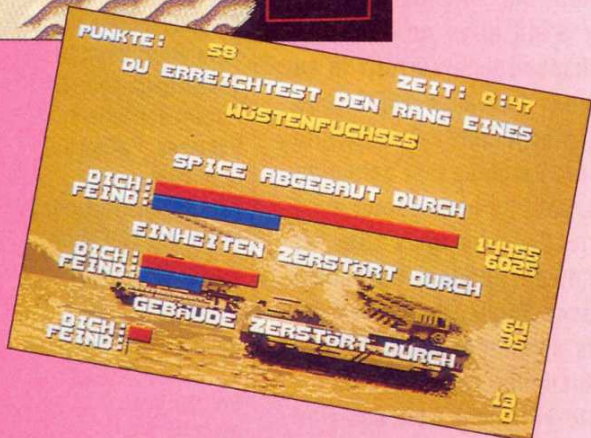 PUNKTE: 58 ZEIT: 0:47
DU ERREICHTEST DEN RANG EINES
WÜSTENFUCHSES
SPICE ABGEBAUT DURCH
DICH: 14455
FEIND: 6025
EINHEITEN ZERSTÖRT DURCH
DICH: 64
FEIND: 35
GEBÄUDE ZERSTÖRT DURCH
DICH: 13
FEIND: 0